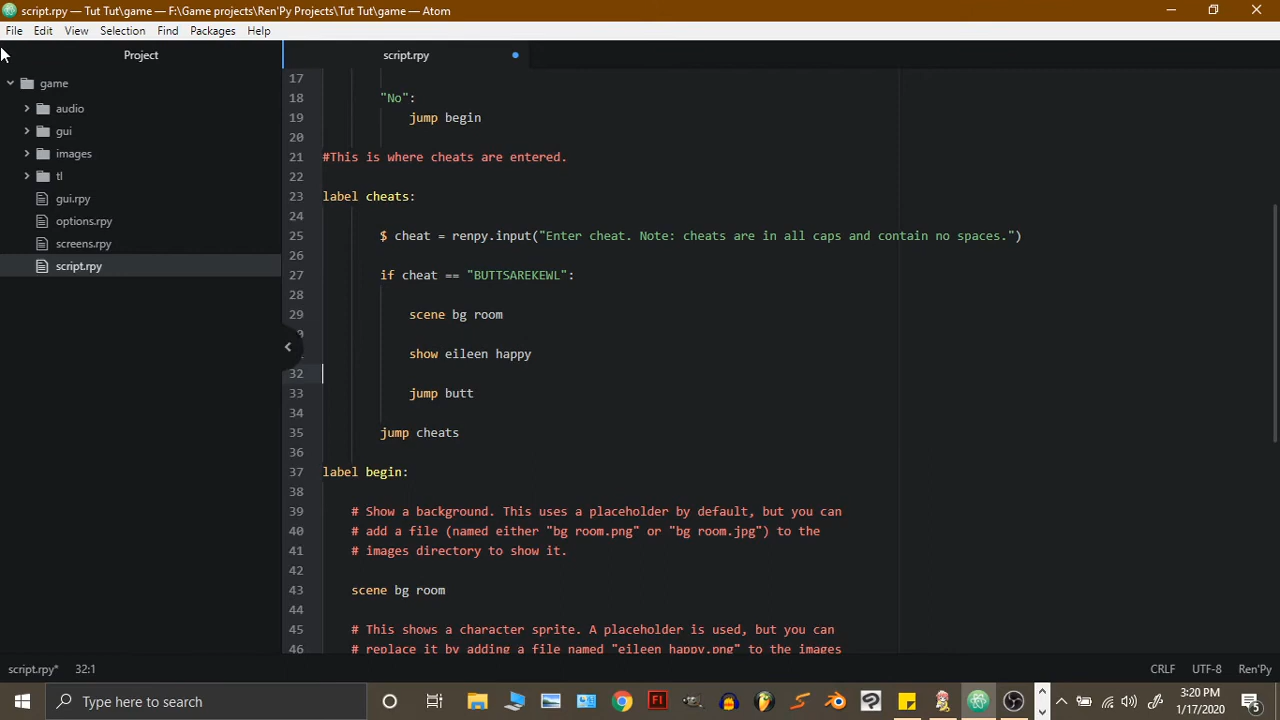 script.rpy — Tut Tut\game — F:\Game projects\Ren'Py Projects\Tut Tut\game — Atom
File Edit View Selection Find Packages Help
Project
script.rpy
game
audio
gui
images
tl
gui.rpy
options.rpy
screens.rpy
script.rpy
17
18 "No":
19 jump begin
20
21 #This is where cheats are entered.
22
23 label cheats:
24
25 $ cheat = renpy.input("Enter cheat. Note: cheats are in all caps and contain no spaces.")
26
27 if cheat == "BUTTSAREKEWL":
28
29 scene bg room
show eileen happy
32
33 jump butt
34
35 jump cheats
36
37 label begin:
38
39 # Show a background. This uses a placeholder by default, but you can
40 # add a file (named either "bg room.png" or "bg room.jpg") to the
41 # images directory to show it.
42
43 scene bg room
44
45 # This shows a character sprite. A placeholder is used, but you can
46 # replace it by adding a file named "eileen happy.png" to the images
script.rpy* 32:1 CRLF UTF-8 Ren'Py
Type here to search
3:20 PM
1/17/2020
5